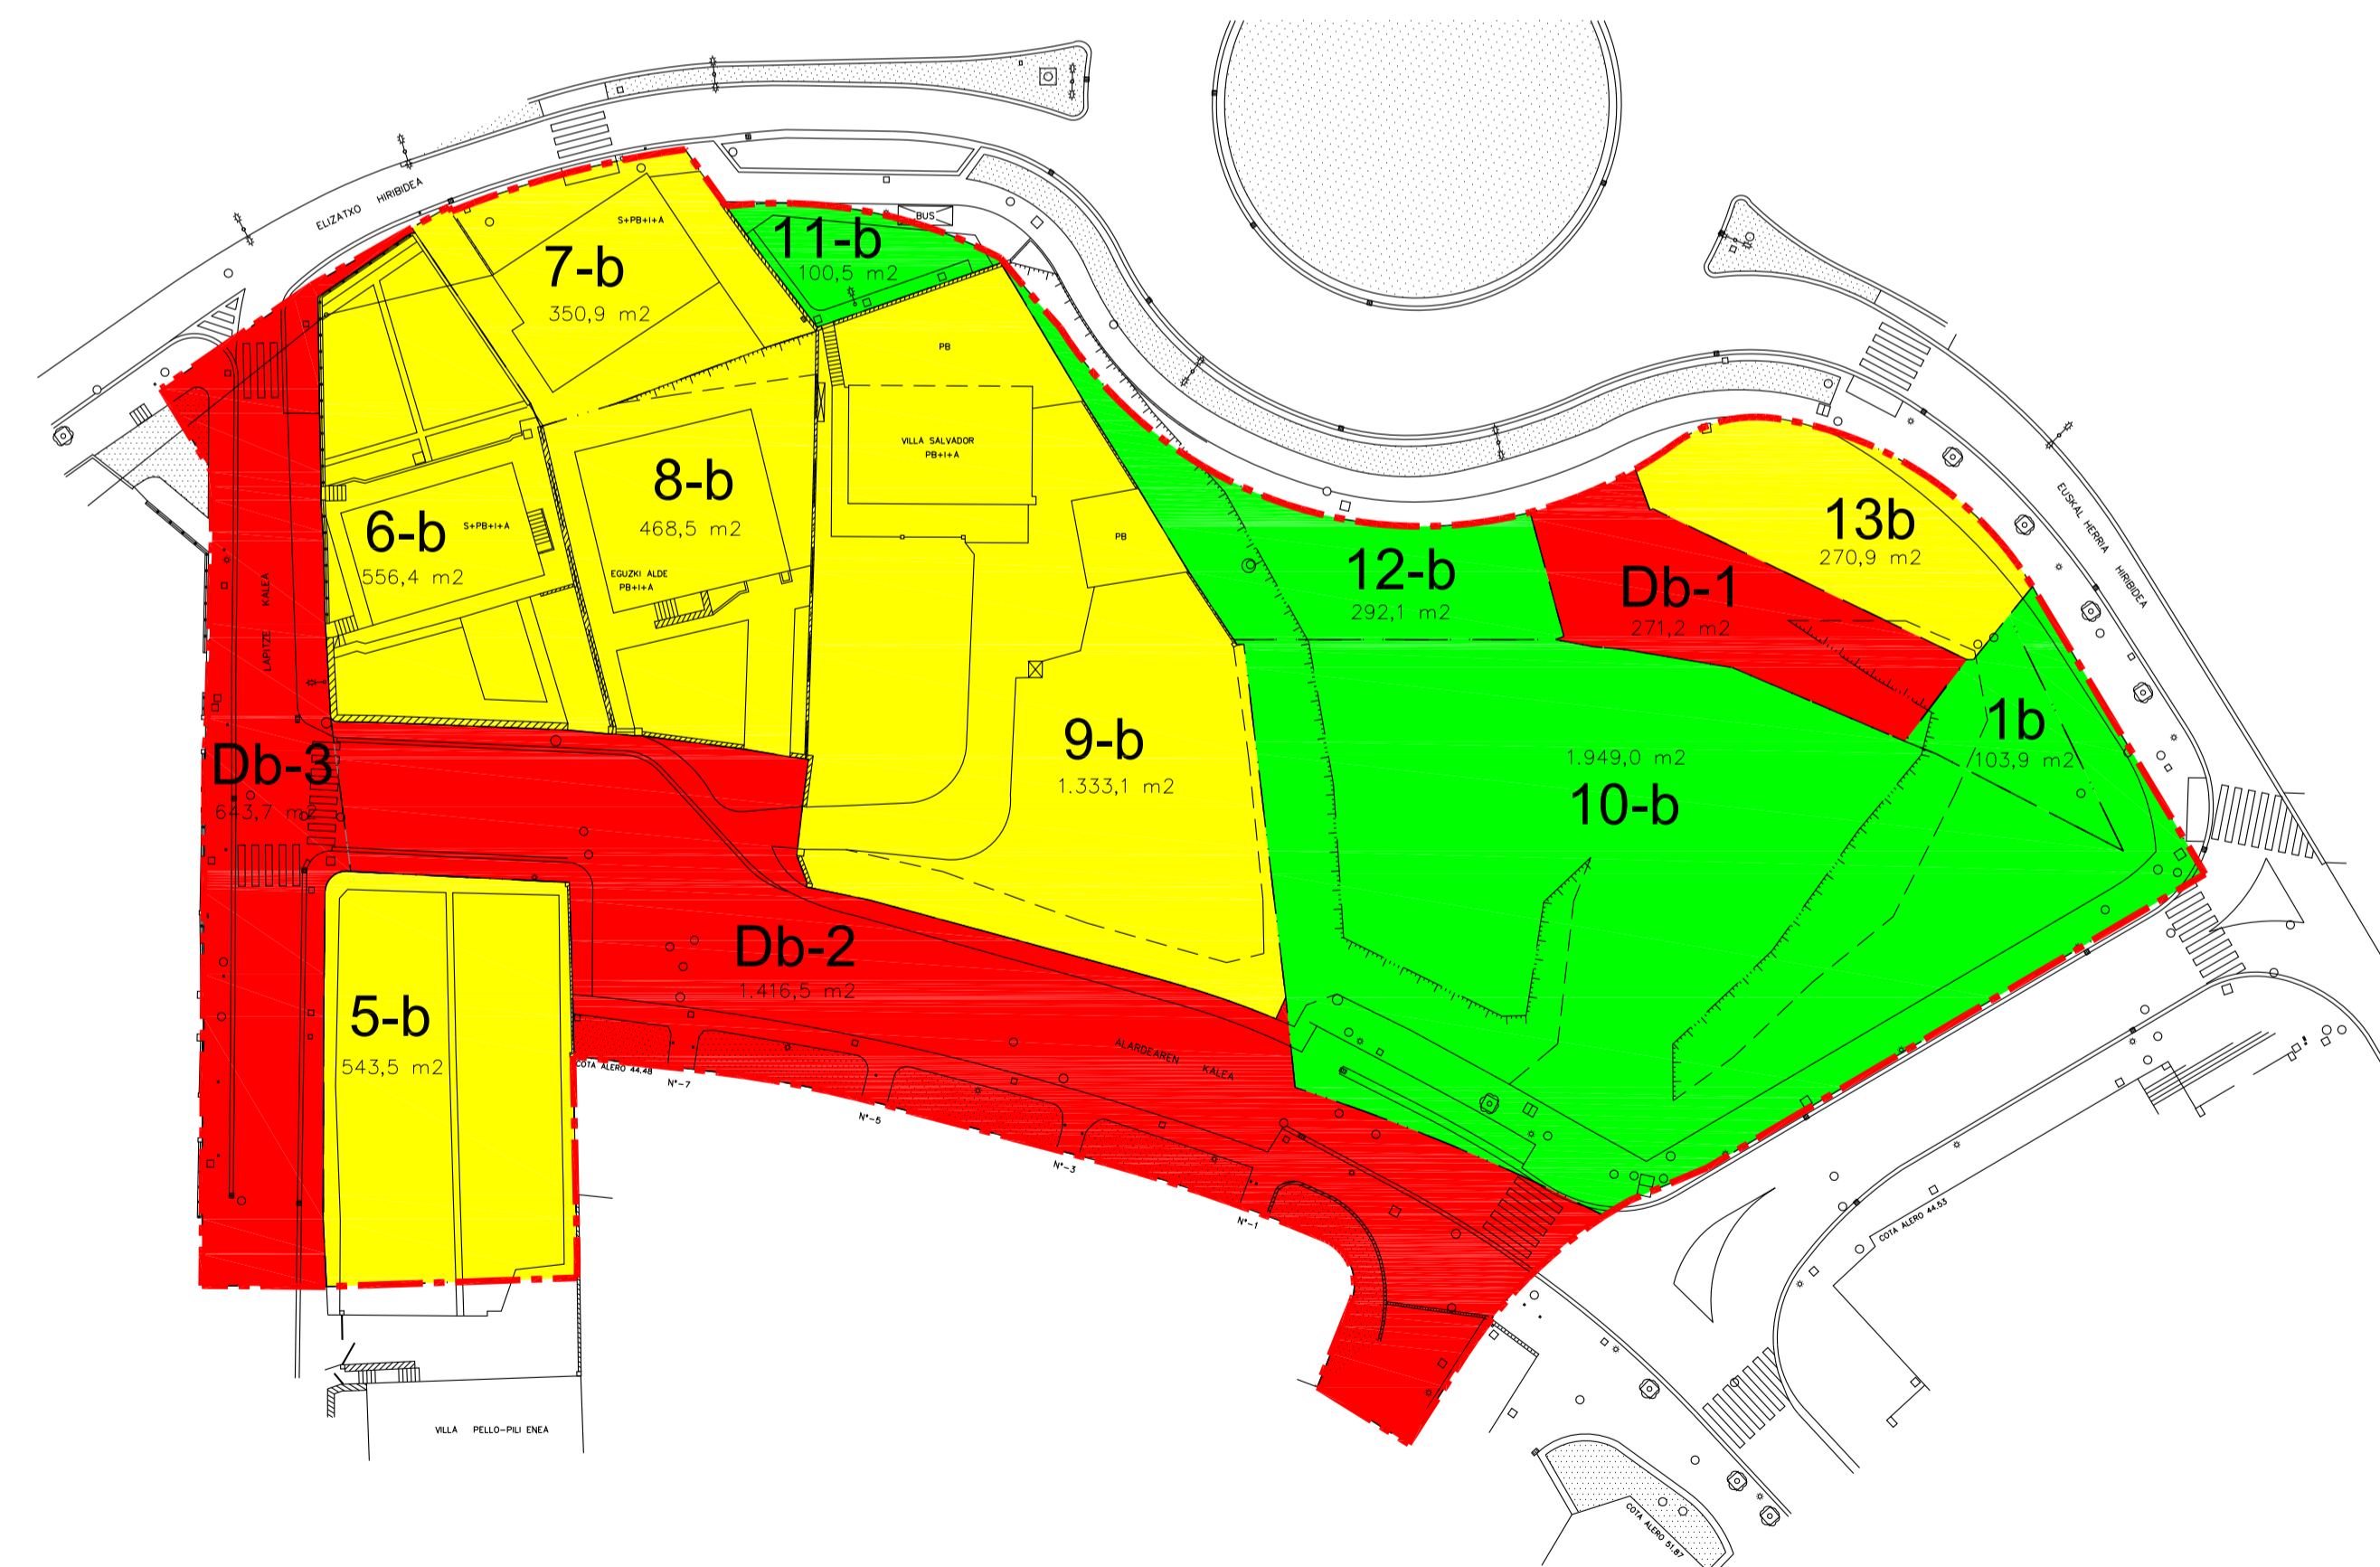 ELIZATXO HIRIBIDEA
S+PB+I+A
7-b
350,9 m2
11-b
100,5 m2
BUS
PB
VILLA SALVADOR
PB+I+A
8-b
468,5 m2
6-b
S+PB+I+A
556,4 m2
EGUZKI ALDE
PB+I+A
PB
LAPITZE KALEA
EUSKAL HERRIA HIRIBIDEA
13b
270,9 m2
12-b
292,1 m2
Db-1
271,2 m2
1b
103,9 m2
9-b
1.333,1 m2
1.949,0 m2
10-b
Db-3
643,7 m2
Db-2
1.416,5 m2
5-b
543,5 m2
ALARDEAREN KALEA
COTA ALERO 44.48
Nº-7
Nº-5
Nº-3
Nº-1
COTA ALERO 44.53
VILLA PELLO-PILI ENEA
COTA ALERO 51.87